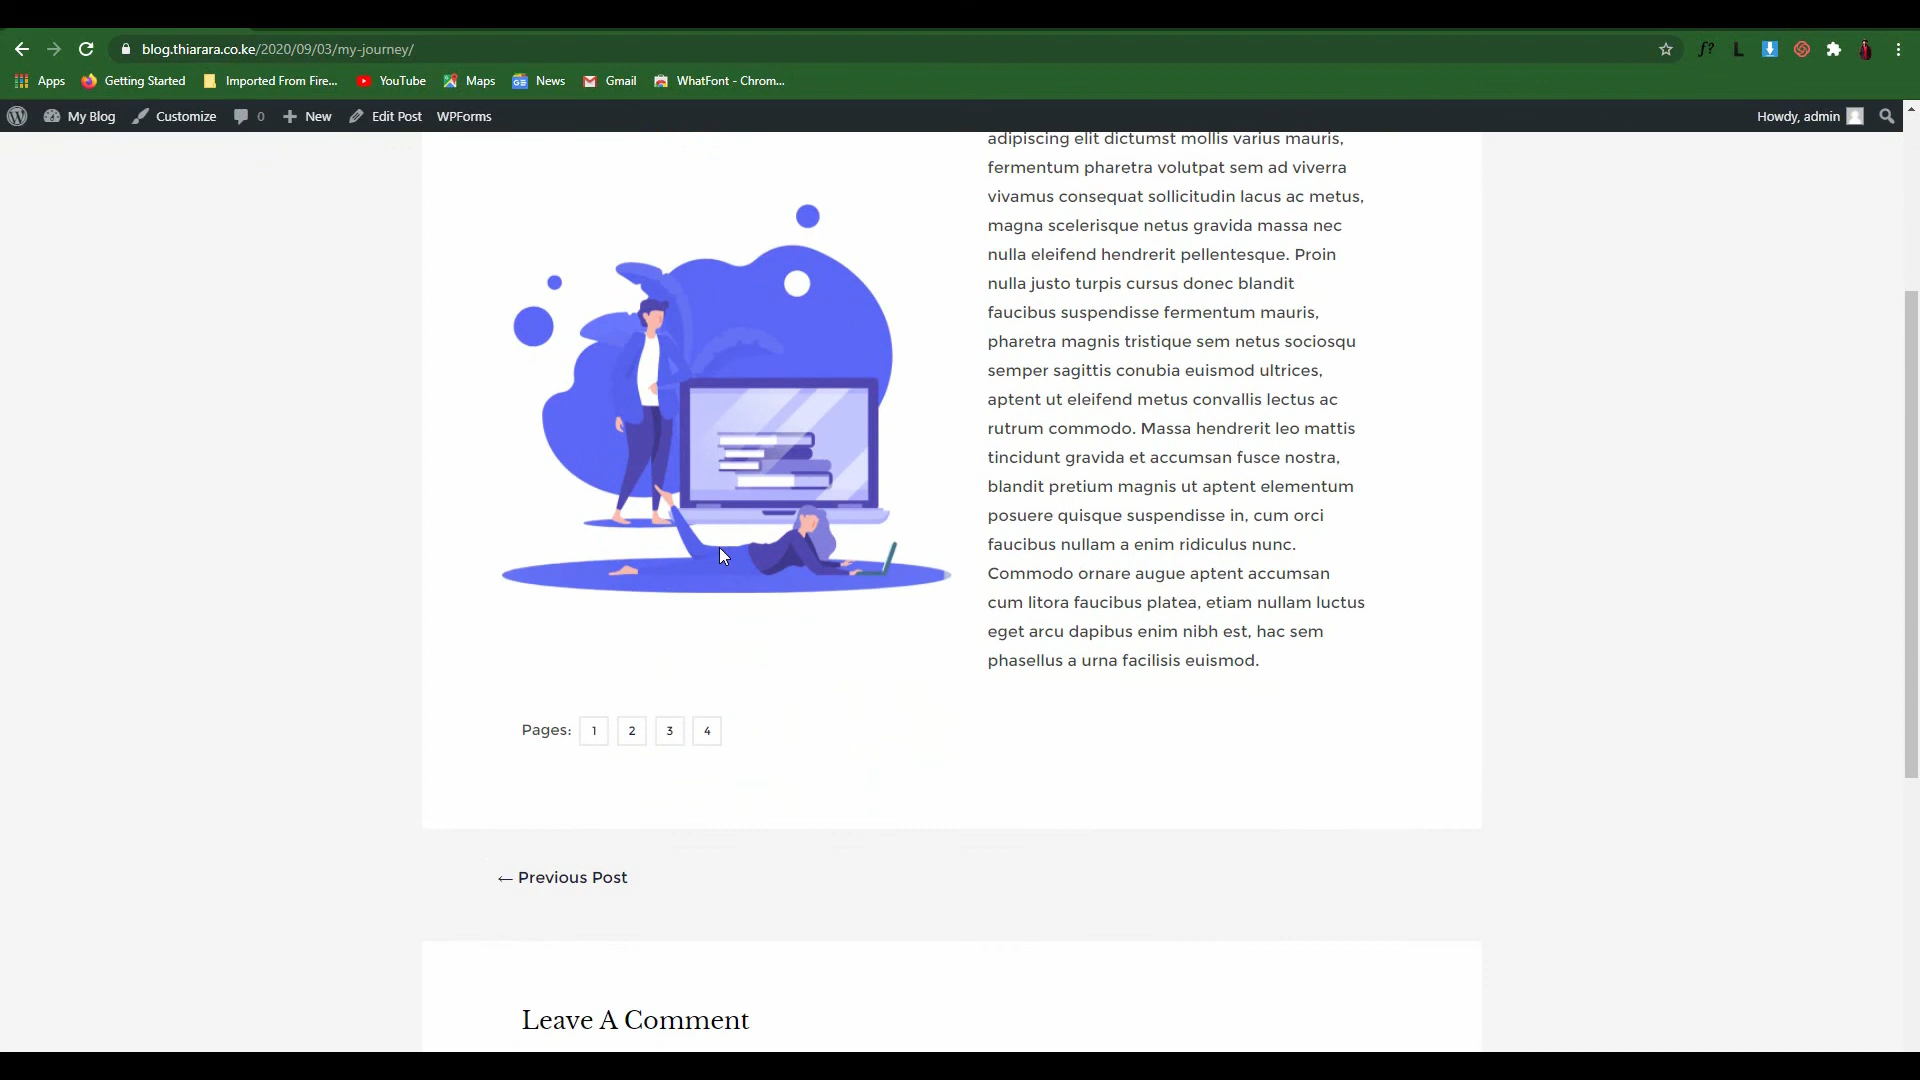 blog.thiarara.co.ke/2020/09/03/my-journey/
f?
L
Apps
Getting Started
Imported From Fire...
YouTube
Maps
News
Gmail
WhatFont - Chrom...
My Blog
Customize
0
New
Edit Post
WPForms
Howdy, admin
adipiscing elit dictumst mollis varius mauris,
fermentum pharetra volutpat sem ad viverra
vivamus consequat sollicitudin lacus ac metus,
magna scelerisque netus gravida massa nec
nulla eleifend hendrerit pellentesque. Proin
nulla justo turpis cursus donec blandit
faucibus suspendisse fermentum mauris,
pharetra magnis tristique sem netus sociosqu
semper sagittis conubia euismod ultrices,
aptent ut eleifend metus convallis lectus ac
rutrum commodo. Massa hendrerit leo mattis
tincidunt gravida et accumsan fusce nostra,
blandit pretium magnis ut aptent elementum
posuere quisque suspendisse in, cum orci
faucibus nullam a enim ridiculus nunc.
Commodo ornare augue aptent accumsan
cum litora faucibus platea, etiam nullam luctus
eget arcu dapibus enim nibh est, hac sem
phasellus a urna facilisis euismod.
Pages: 1 2 3 4
← Previous Post
Leave A Comment